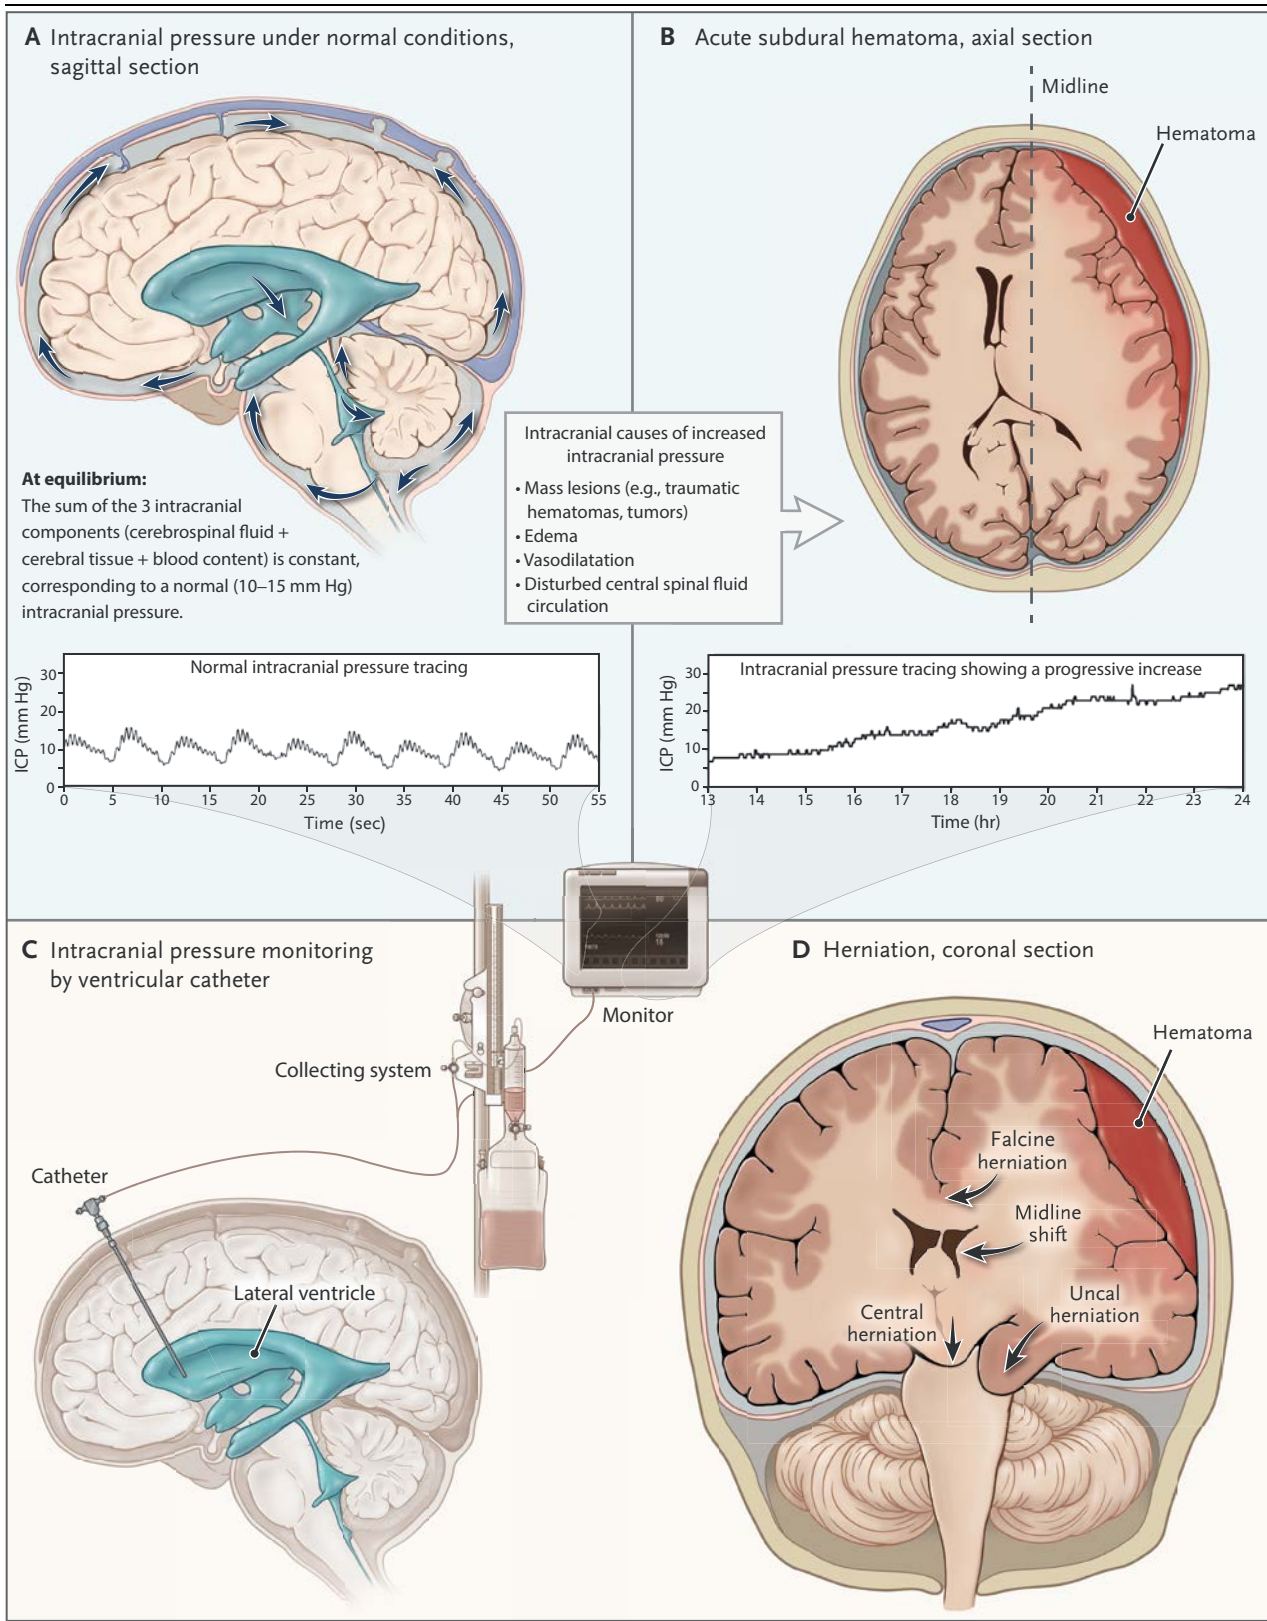 A Intracranial pressure under normal conditions,
sagittal section
At equilibrium:
The sum of the 3 intracranial
components (cerebrospinal fluid +
cerebral tissue + blood content) is constant,
corresponding to a normal (10–15 mm Hg)
intracranial pressure.
Normal intracranial pressure tracing
ICP (mm Hg)
30
20
10
0
0 5 10 15 20 25 30 35 40 45 50 55
Time (sec)
B Acute subdural hematoma, axial section
Midline
Hematoma
Intracranial causes of increased
intracranial pressure
• Mass lesions (e.g., traumatic
hematomas, tumors)
• Edema
• Vasodilatation
• Disturbed central spinal fluid
circulation
Intracranial pressure tracing showing a progressive increase
ICP (mm Hg)
30
20
10
0
13 14 15 16 17 18 19 20 21 22 23 24
Time (hr)
C Intracranial pressure monitoring
by ventricular catheter
Monitor
Collecting system
Catheter
Lateral ventricle
D Herniation, coronal section
Hematoma
Falcine
herniation
Midline
shift
Uncal
herniation
Central
herniation